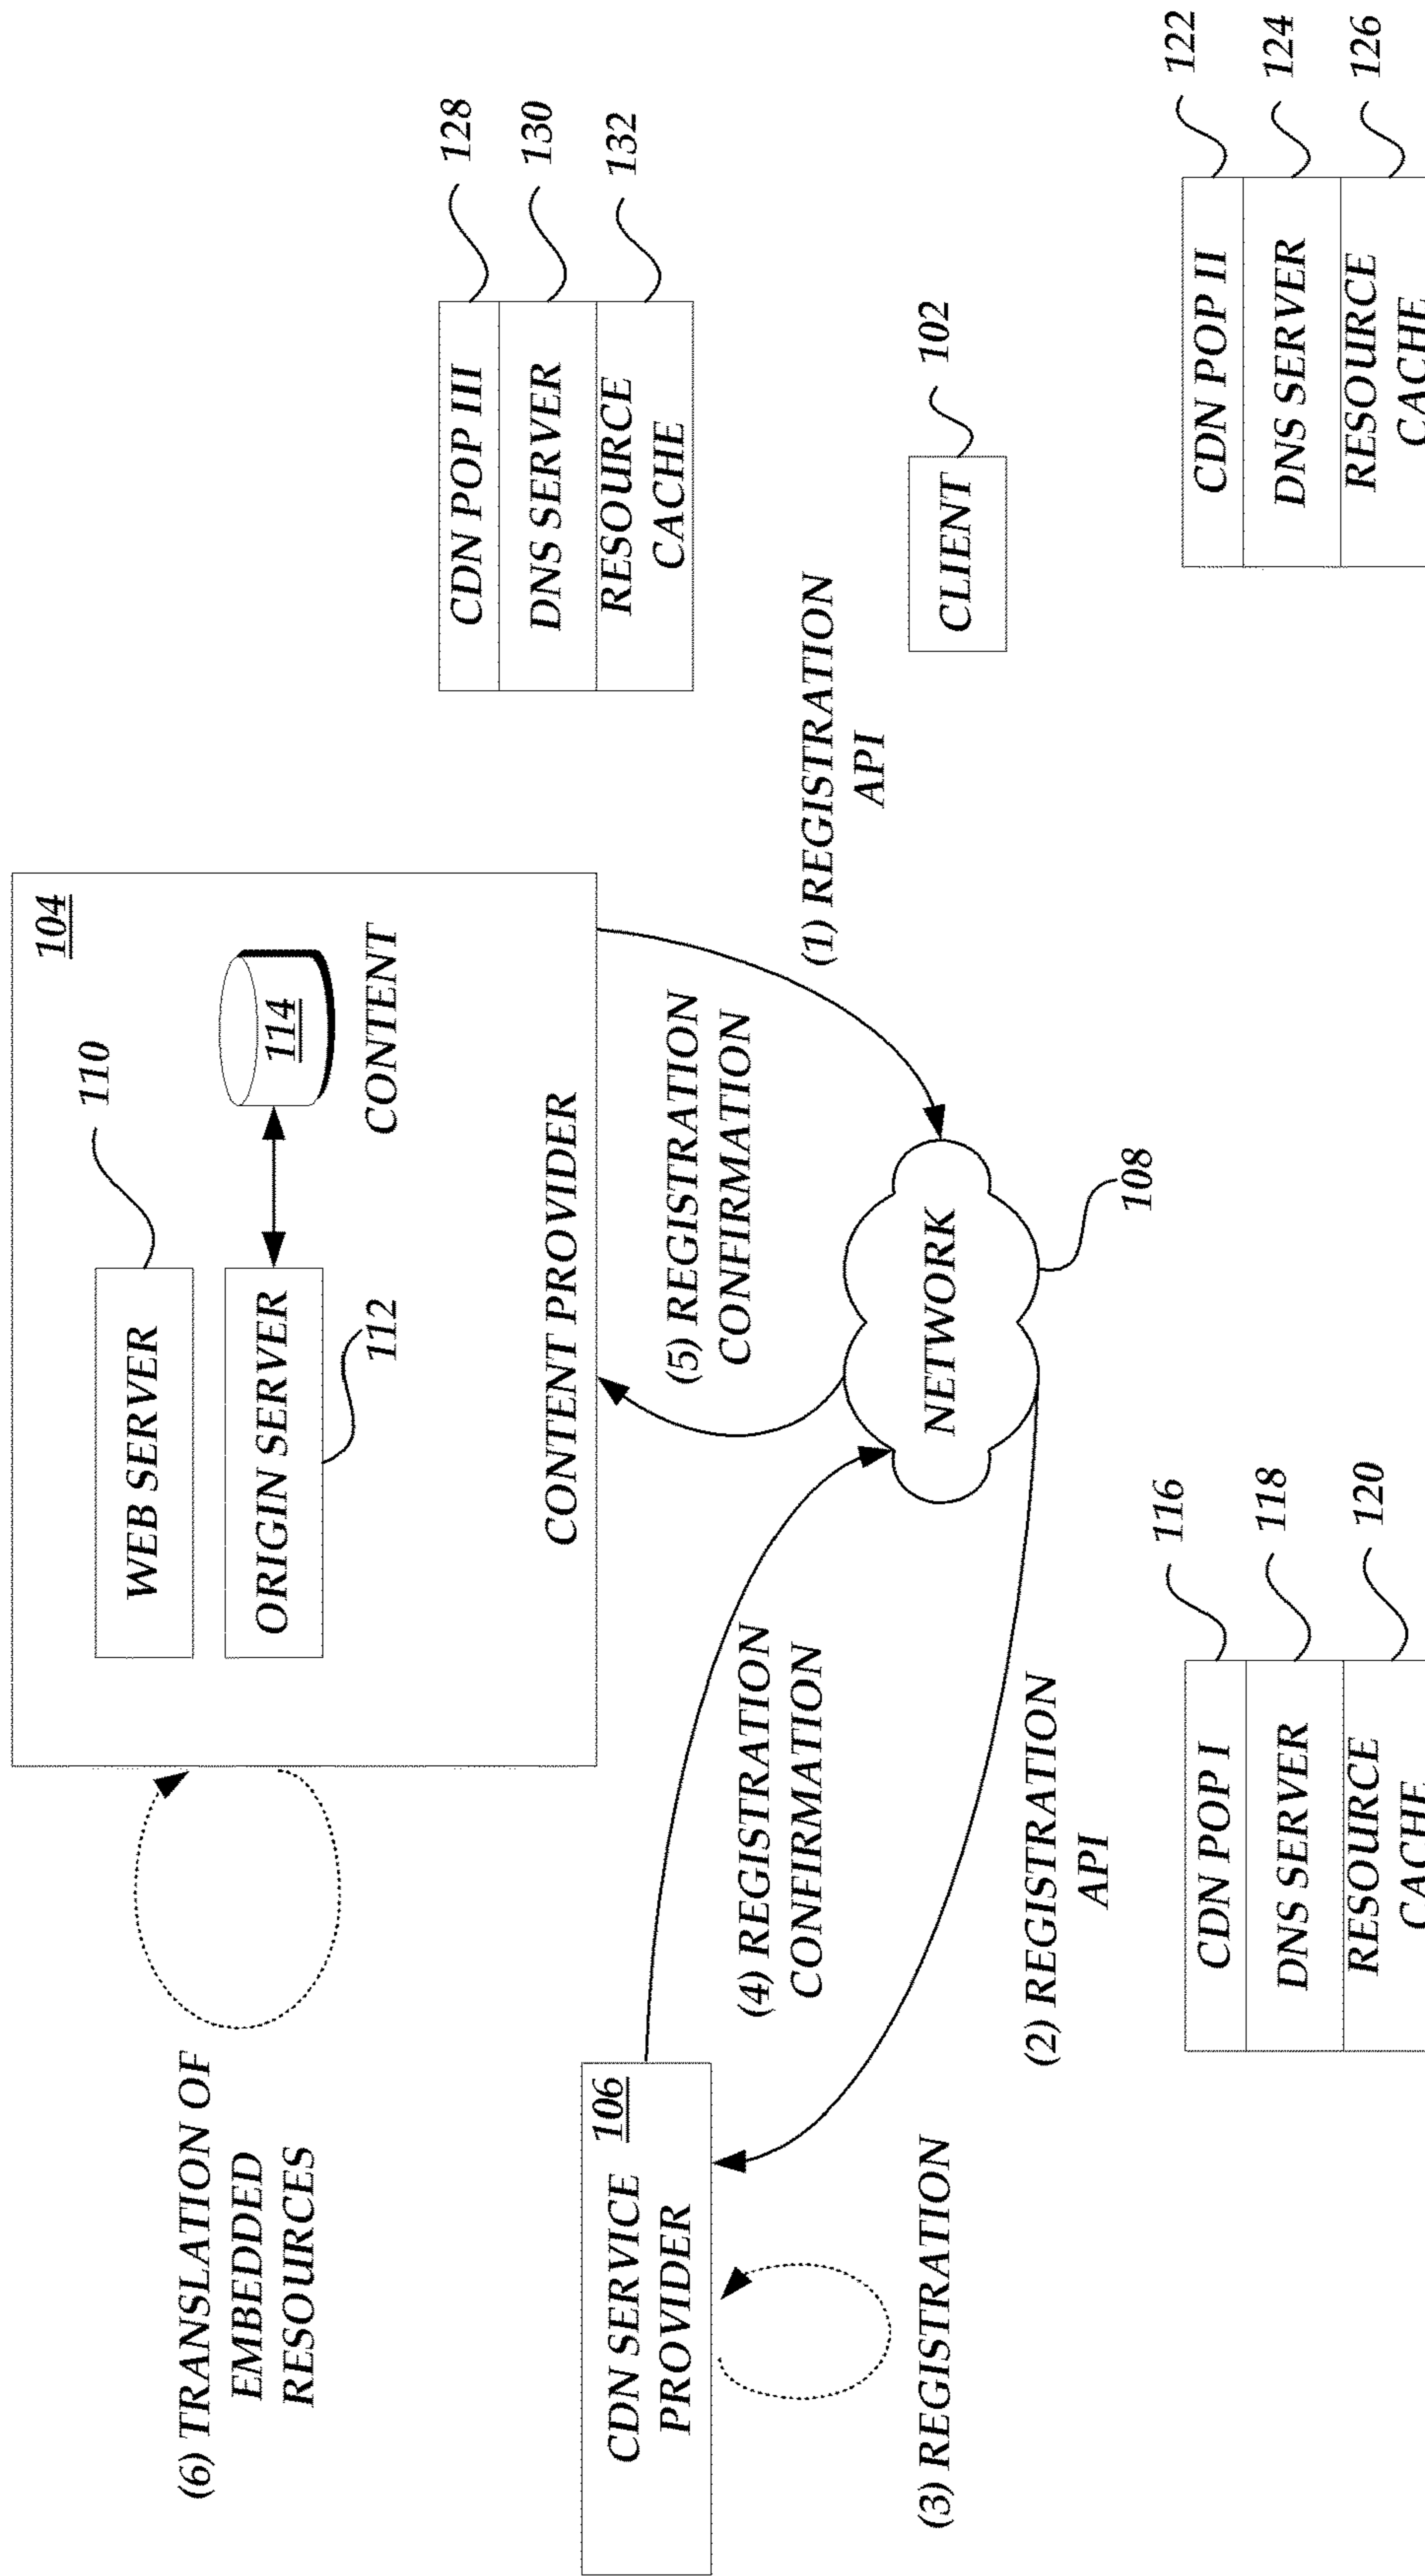 (6) TRANSLATION OF
EMBEDDED
RESOURCES
104
WEB SERVER
110
ORIGIN SERVER
112
114
CONTENT
CONTENT PROVIDER
CDN SERVICE
PROVIDER
106
(3) REGISTRATION
(4) REGISTRATION
CONFIRMATION
(5) REGISTRATION
CONFIRMATION
(1) REGISTRATION
API
(2) REGISTRATION
API
NETWORK
108
CDN POP III
128
DNS SERVER
130
RESOURCE
CACHE
132
CLIENT
102
CDN POP I
116
DNS SERVER
118
RESOURCE
CACHE
120
CDN POP II
122
DNS SERVER
124
RESOURCE
CACHE
126